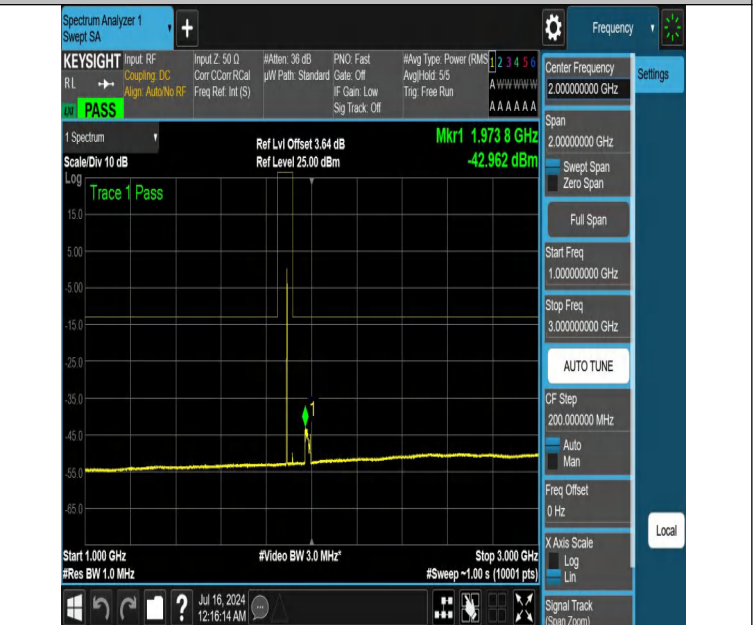 Spectrum Analyzer 1
Swept SA
+
Frequency
KEYSIGHT
RL
PASS
Input: RF
Coupling: DC
Align: Auto/No RF
Input Z: 50 Ω
Corr CCorr RCal
Freq Ref: Int (S)
#Atten: 36 dB
µW Path: Standard
PNO: Fast
Gate: Off
IF Gain: Low
Sig Track: Off
#Avg Type: Power (RMS
Avg|Hold: 5/5
Trig: Free Run
1 2 3 4 5 6
A W W W W W
A A A A A A
1 Spectrum
Scale/Div 10 dB
Log
Ref Lvl Offset 3.64 dB
Ref Level 25.00 dBm
Mkr1 1.973 8 GHz
-42.962 dBm
Trace 1 Pass
15.0
5.00
-5.00
-15.0
-25.0
-35.0
-45.0
-55.0
-65.0
1
Start 1.000 GHz
#Res BW 1.0 MHz
#Video BW 3.0 MHz*
Stop 3.000 GHz
#Sweep ~1.00 s (10001 pts)
Jul 16, 2024
12:16:14 AM
Center Frequency
2.000000000 GHz
Settings
Span
2.00000000 GHz
Swept Span
Zero Span
Full Span
Start Freq
1.000000000 GHz
Stop Freq
3.000000000 GHz
AUTO TUNE
CF Step
200.000000 MHz
Auto
Man
Freq Offset
0 Hz
X Axis Scale
Log
Lin
Local
Signal Track
(Span Zoom)